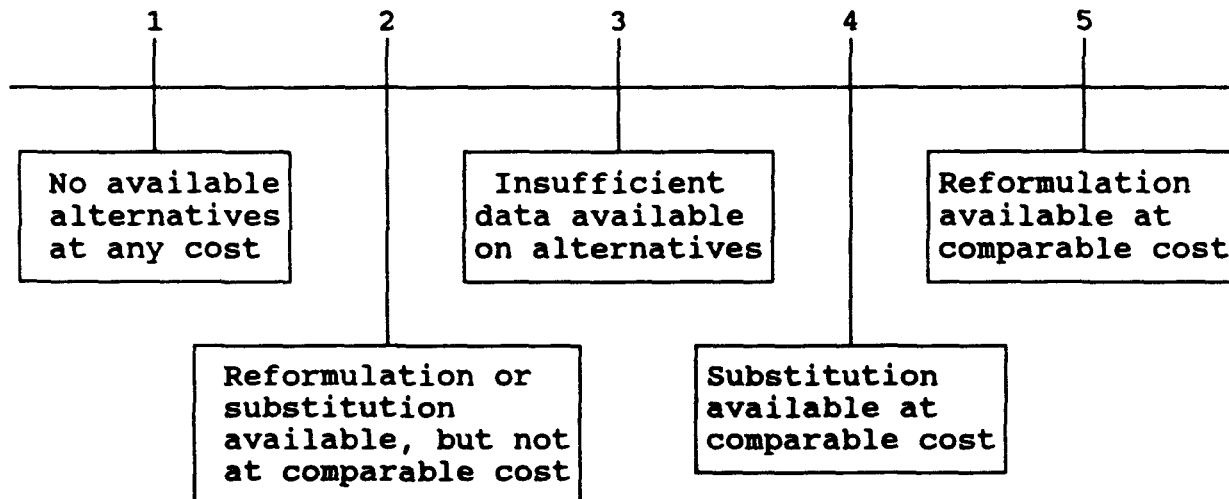 1 2 3 4 5
No available
alternatives
at any cost
Insufficient
data available
on alternatives
Reformulation
available at
comparable cost
Reformulation or
substitution
available, but not
at comparable cost
Substitution
available at
comparable cost